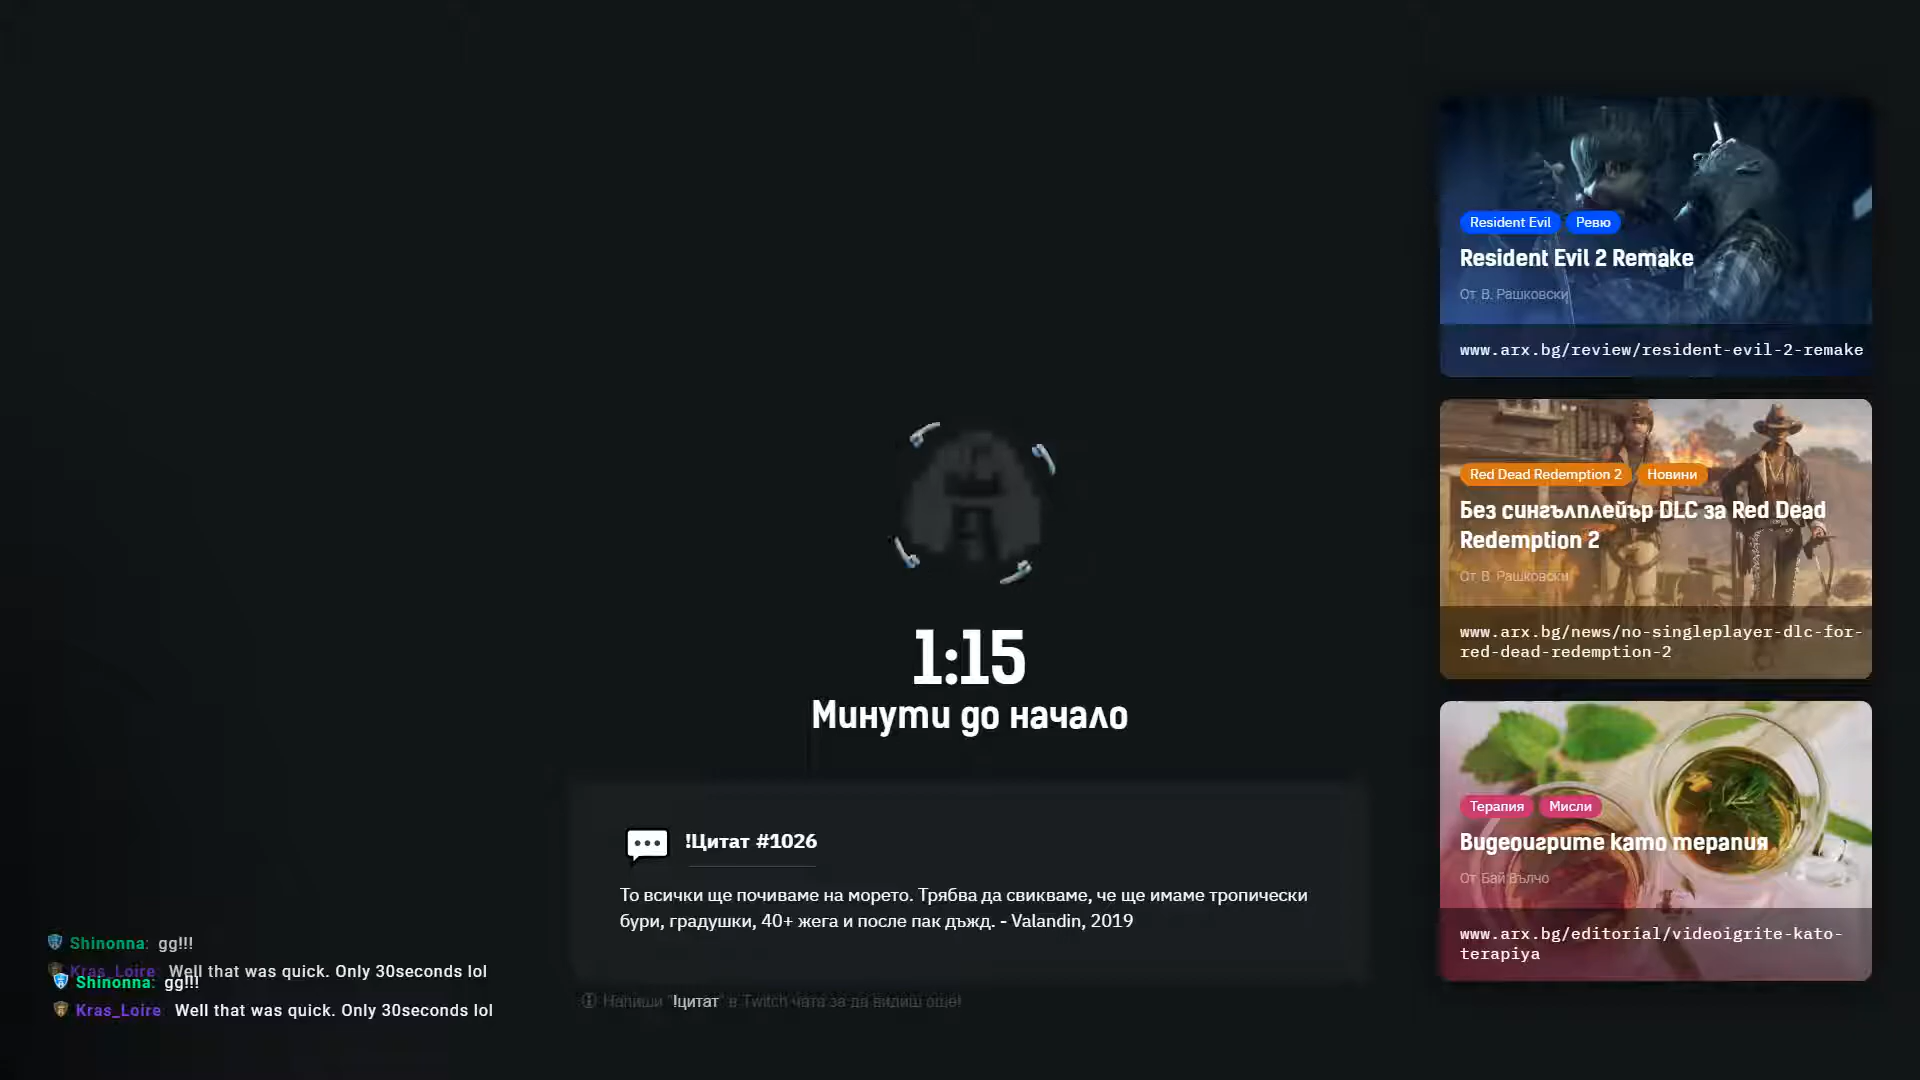 Resident Evil Ревю
Resident Evil 2 Remake
От В. Рашковски
www.arx.bg/review/resident-evil-2-remake
Red Dead Redemption 2 Новини
Без сингълплейър DLC за Red Dead
Redemption 2
От В. Рашковски
www.arx.bg/news/no-singleplayer-dlc-for-
red-dead-redemption-2
Терапия Мисли
Видеоигрите като терапия
От Бай Вълчо
www.arx.bg/editorial/videoigrite-kato-
terapiya
1:15
Минути до начало
!Цитат #1026
То всички ще почиваме на морето. Трябва да свикваме, че ще имаме тропически
бури, градушки, 40+ жега и после пак дъжд. - Valandin, 2019
Напиши "!цитат" в Twitch чата за да видиш още!
Shinonna: gg!!!
Kras_Loire: Well that was quick. Only 30seconds lol
Shinonna: gg!!!
Kras_Loire: Well that was quick. Only 30seconds lol